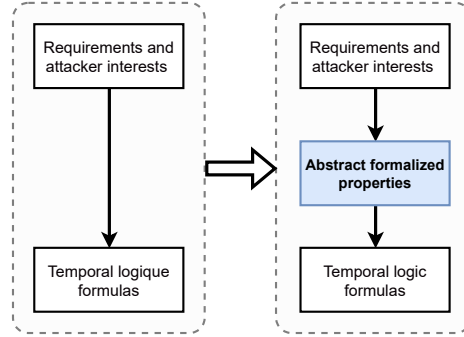 Requirements and
attacker interests
Temporal logique
formulas
Requirements and
attacker interests
Abstract formalized
properties
Temporal logic
formulas